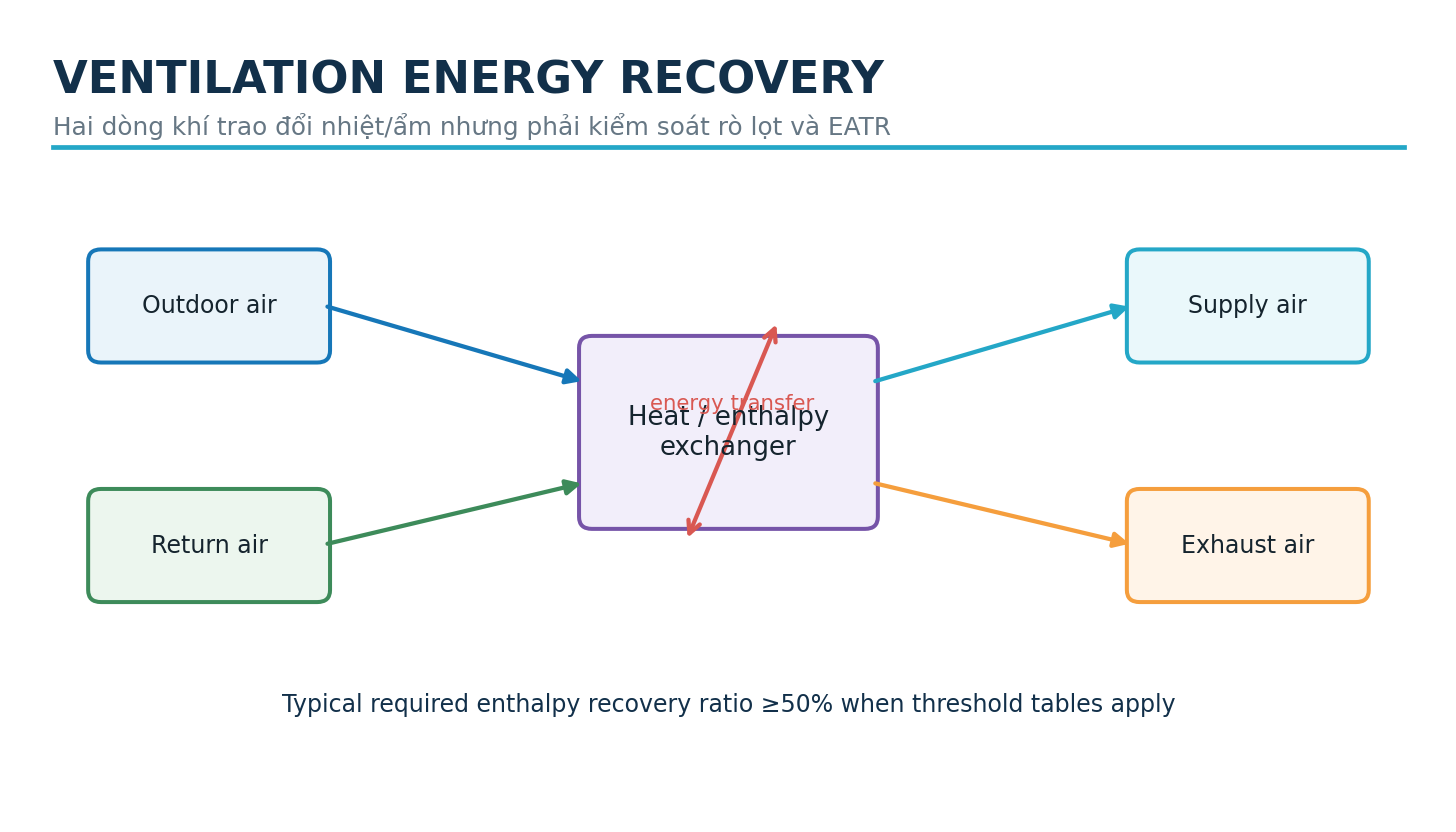 VENTILATION ENERGY RECOVERY
Hai dòng khí trao đổi nhiệt/ẩm nhưng phải kiểm soát rò lọt và EATR
Outdoor air
Supply air
energy transfer
Heat / enthalpy
exchanger
Return air
Exhaust air
Typical required enthalpy recovery ratio ≥50% when threshold tables apply